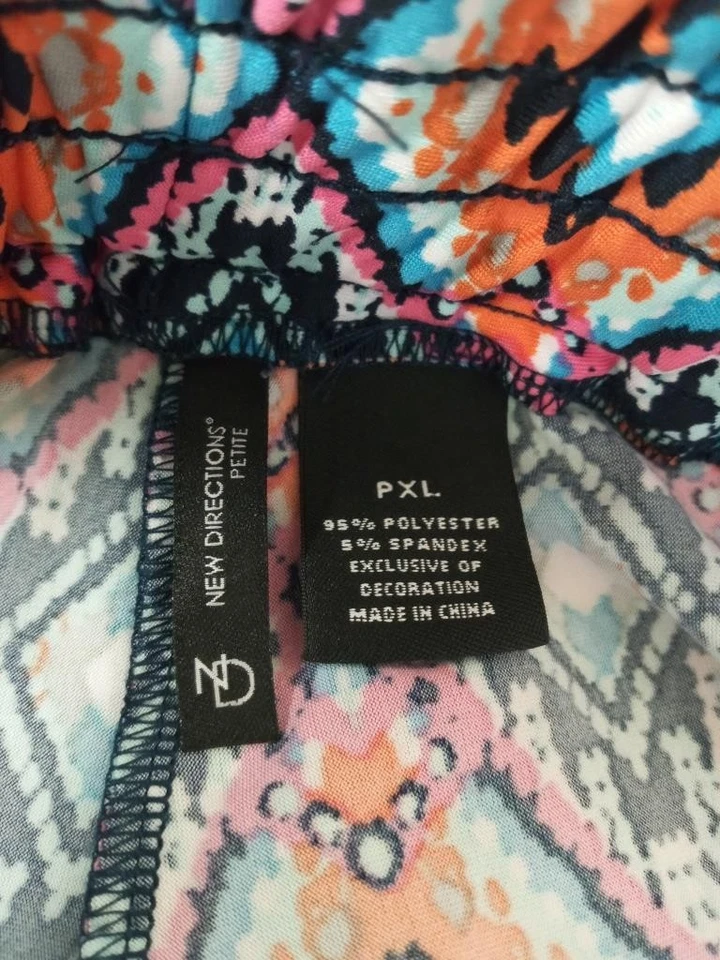 NEW DIRECTIONS®
PETITE
ND
PXL
95% POLYESTER
5% SPANDEX
EXCLUSIVE OF
DECORATION
MADE IN CHINA